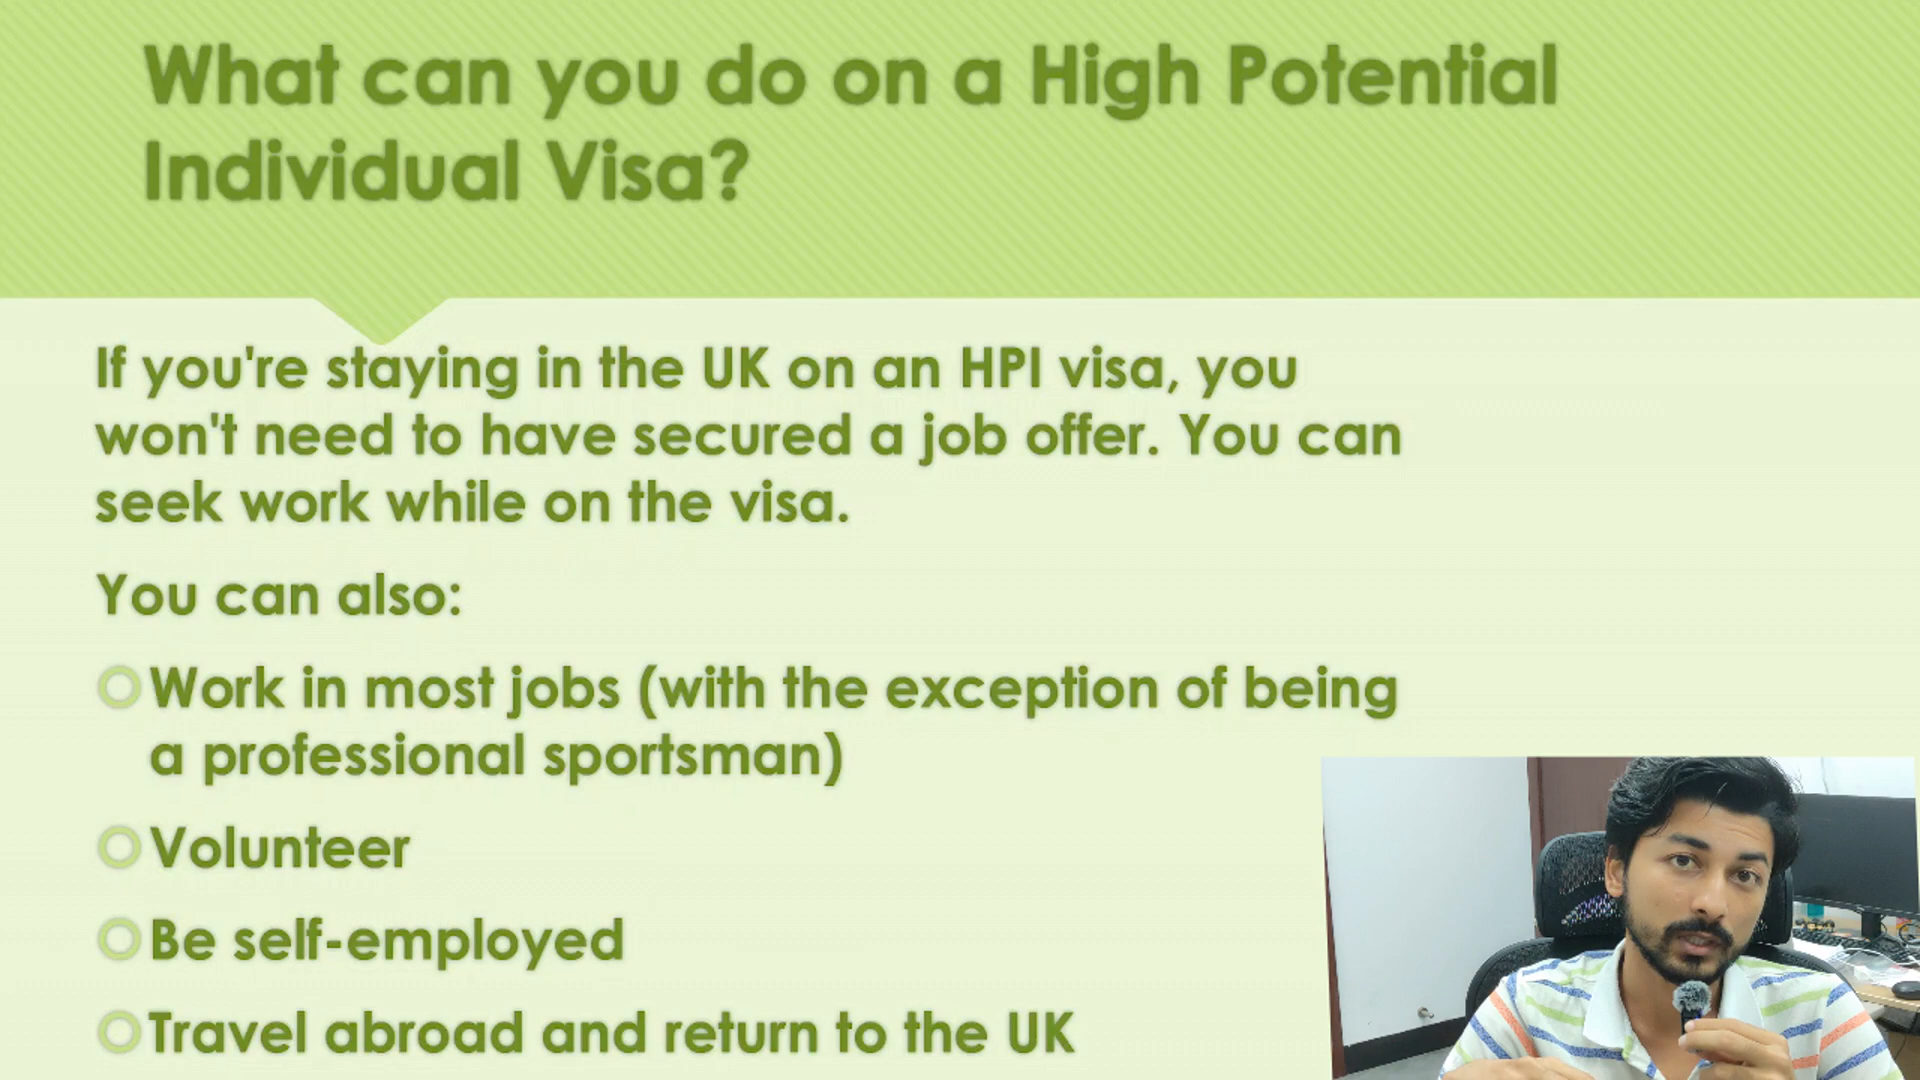 What can you do on a High Potential
Individual Visa?
If you're staying in the UK on an HPI visa, you
won't need to have secured a job offer. You can
seek work while on the visa.
You can also:
Work in most jobs (with the exception of being
a professional sportsman)
Volunteer
Be self-employed
Travel abroad and return to the UK